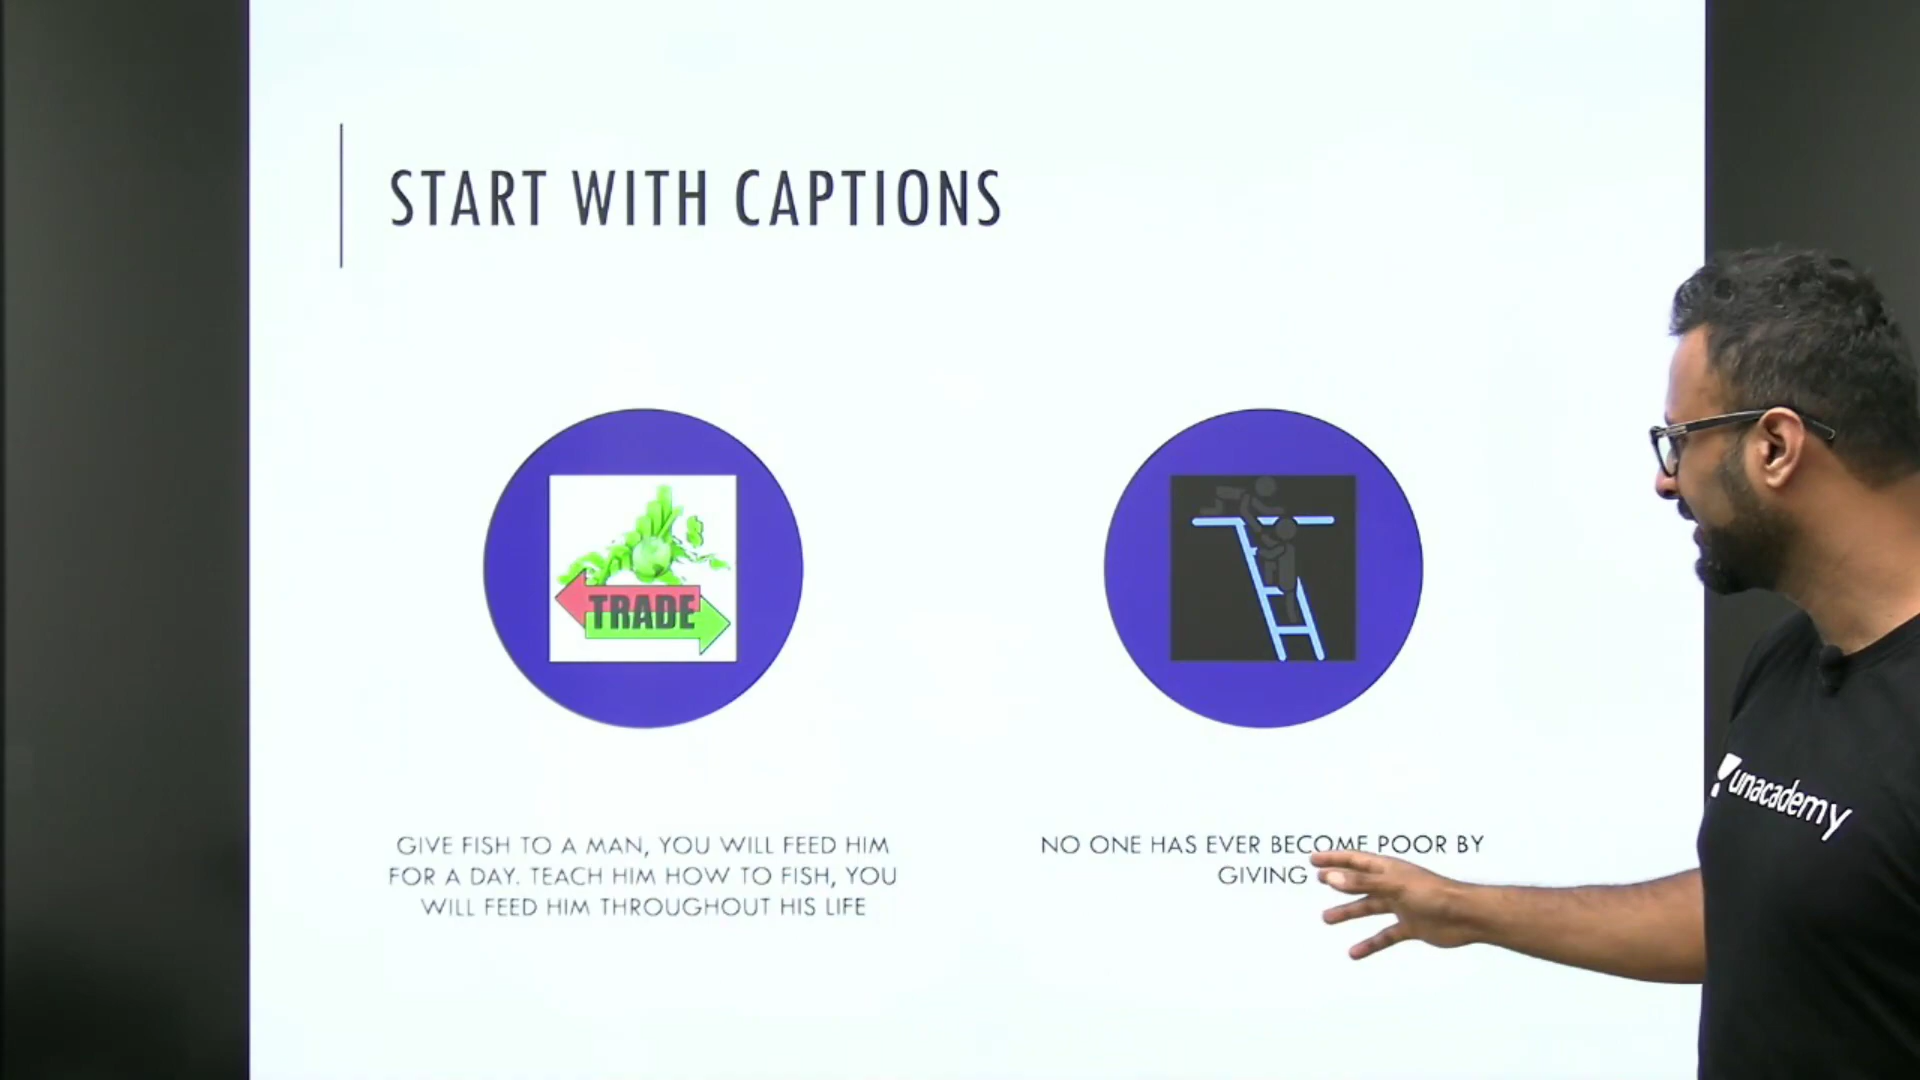 START WITH CAPTIONS
TRADE
GIVE FISH TO A MAN, YOU WILL FEED HIM
FOR A DAY. TEACH HIM HOW TO FISH, YOU
WILL FEED HIM THROUGHOUT HIS LIFE
NO ONE HAS EVER BECOME POOR BY
GIVING
unacademy